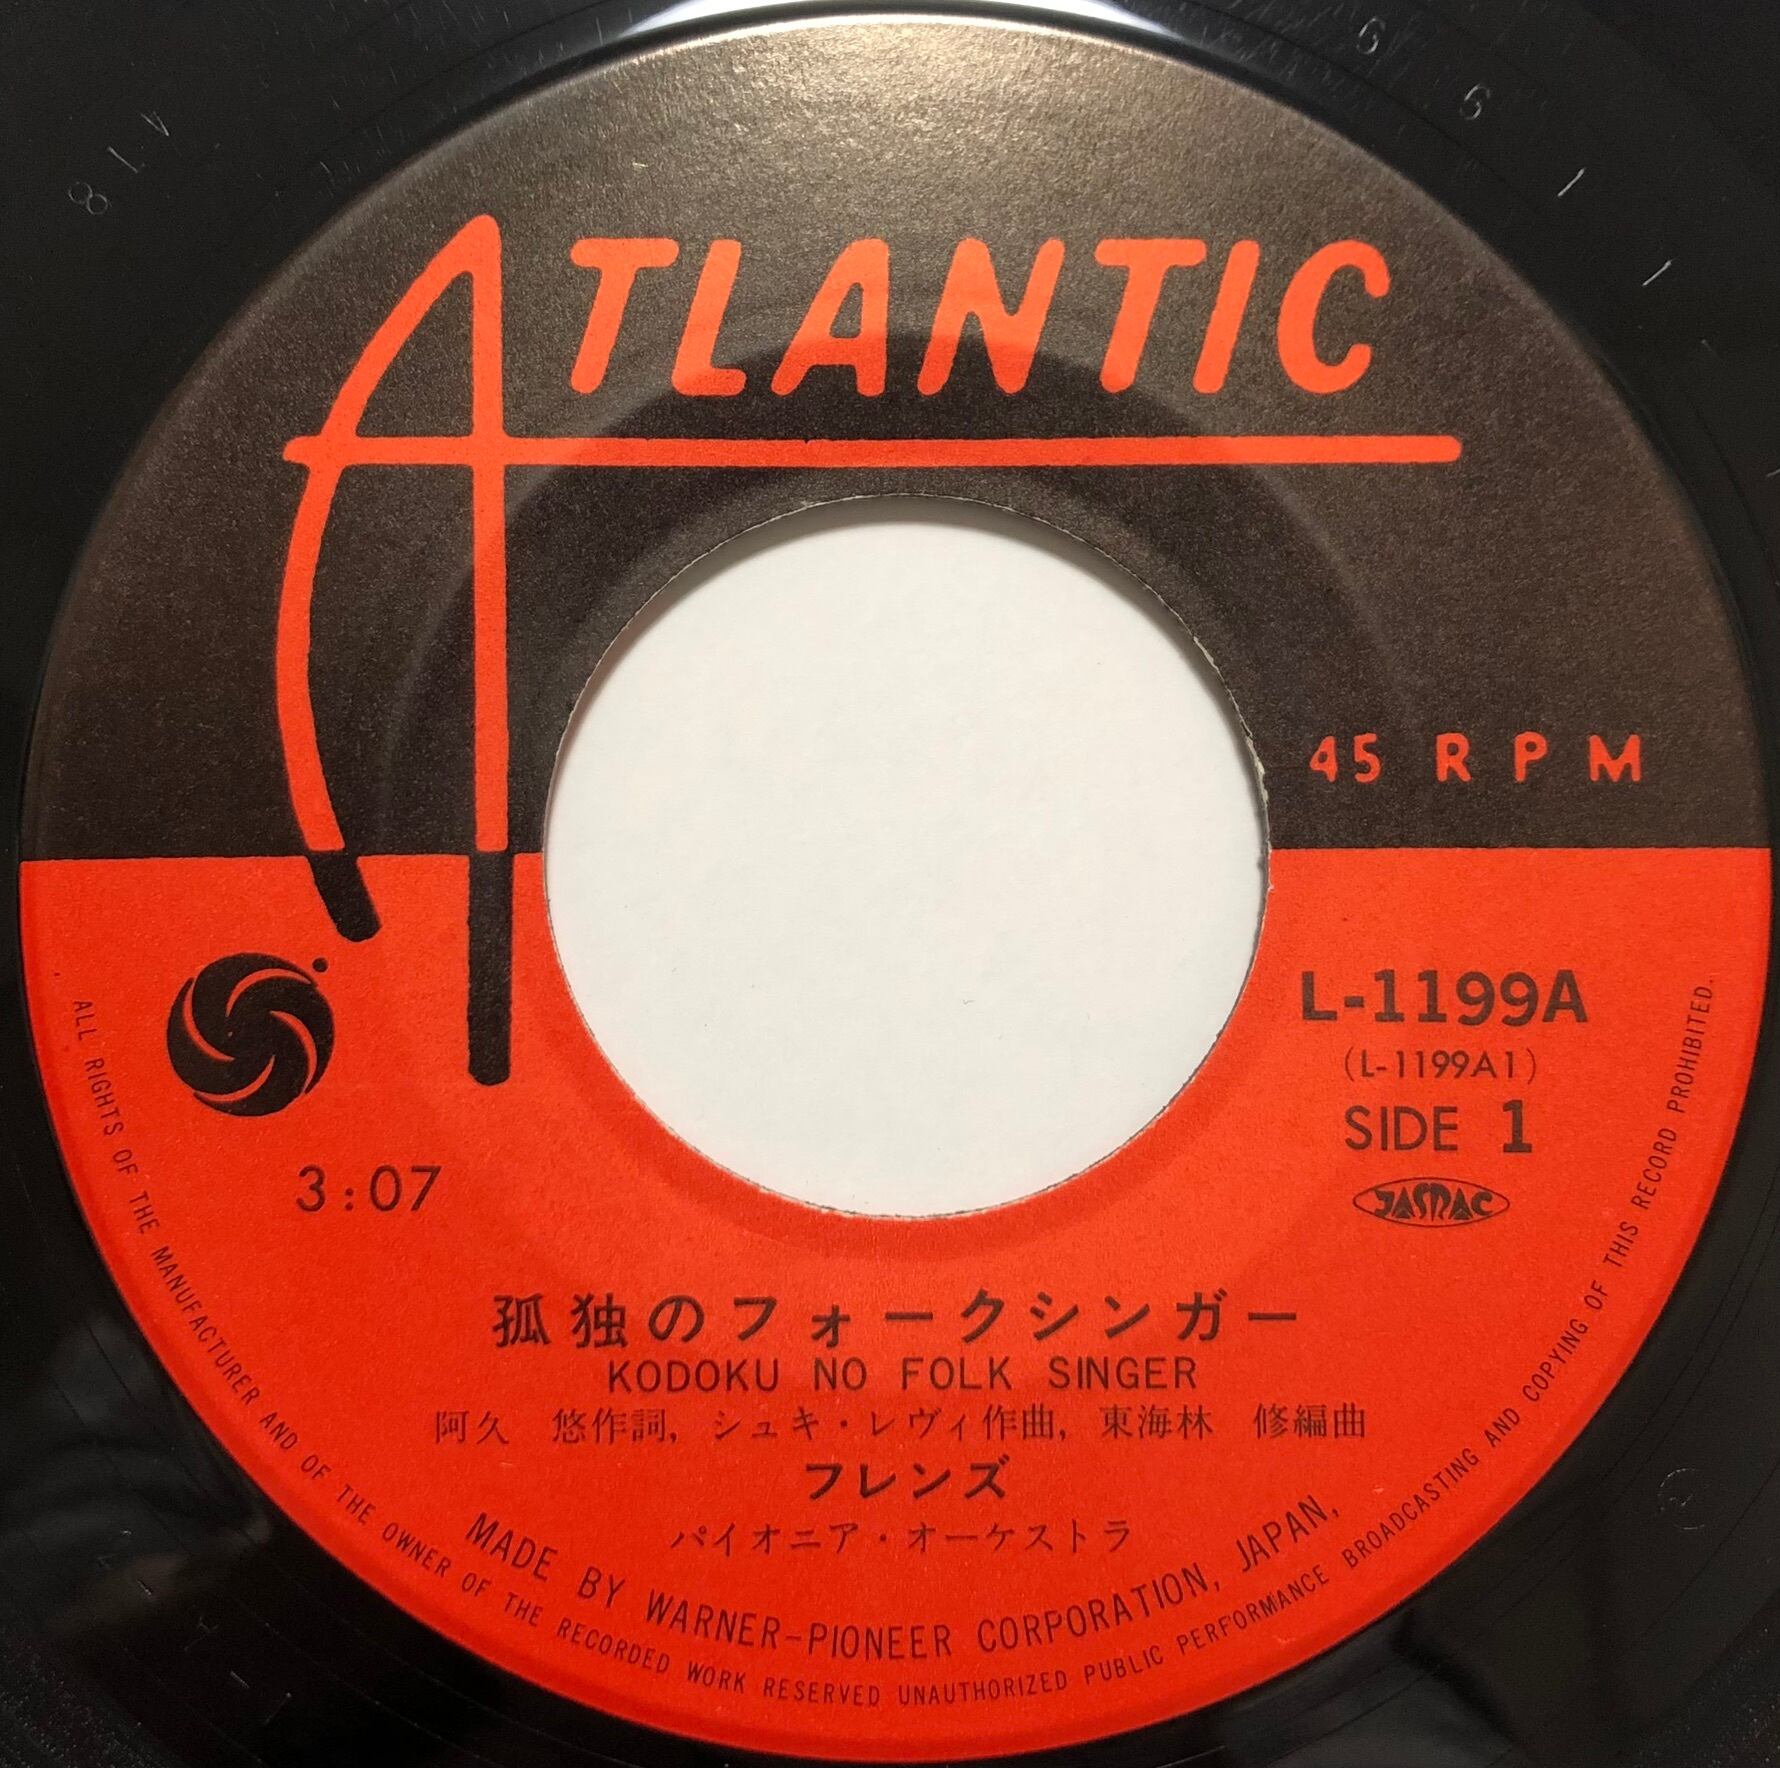 ATLANTIC
45 RPM
L-1199A
(L-1199A1)
SIDE 1
JASRAC
3:07
孤独のフォークシンガー
KODOKU NO FOLK SINGER
阿久 悠作詞, シュキ・レヴィ作曲, 東海林 修編曲
フレンズ
パイオニア・オーケストラ
MADE BY WARNER-PIONEER CORPORATION, JAPAN,
ALL RIGHTS OF THE MANUFACTURER AND OF THE OWNER OF THE RECORDED WORK RESERVED UNAUTHORIZED PUBLIC PERFORMANCE BROADCASTING AND COPYING OF THIS RECORD PROHIBITED.